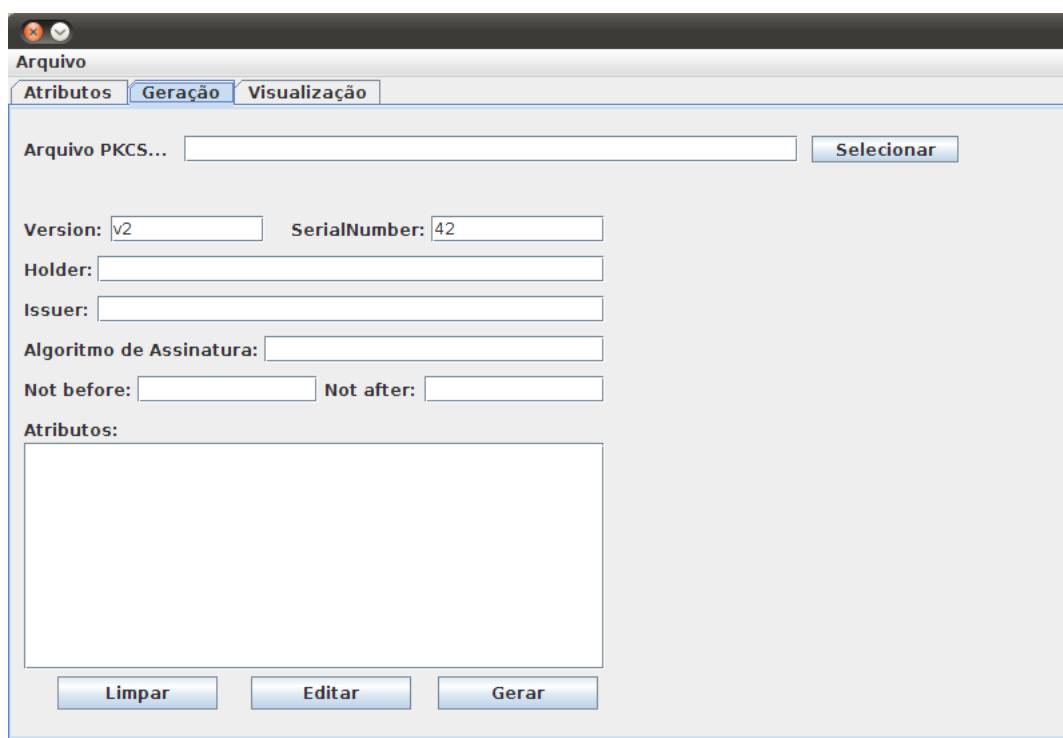 Arquivo
Atributos Geração Visualização
Arquivo PKCS... Selecionar
Version: v2 SerialNumber: 42
Holder:
Issuer:
Algoritmo de Assinatura:
Not before: Not after:
Atributos:
Limpar Editar Gerar